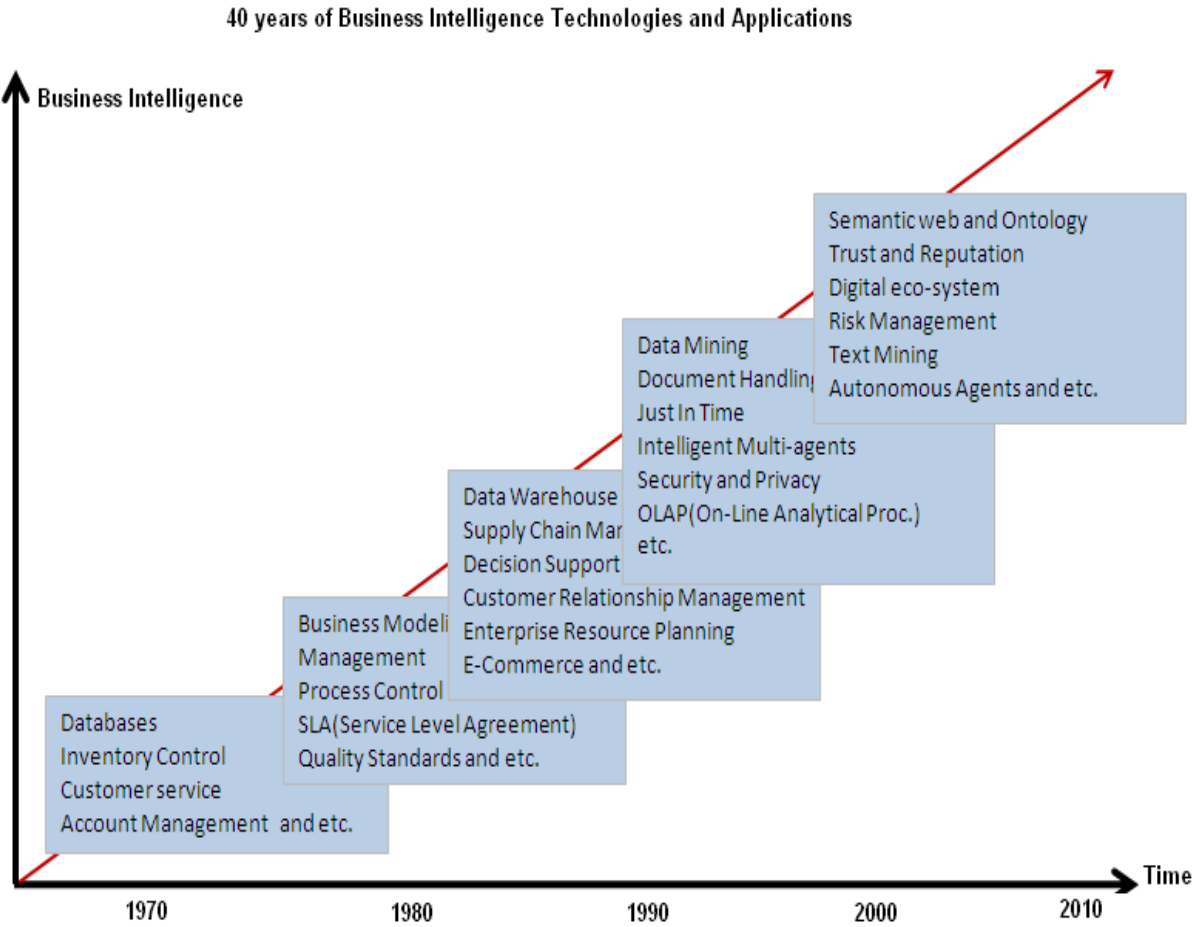 40 years of Business Intelligence Technologies and Applications
Business Intelligence
Semantic web and Ontology
Trust and Reputation
Digital eco-system
Risk Management
Text Mining
Autonomous Agents and etc.
Data Mining
Document Handling
Just In Time
Intelligent Multi-agents
Security and Privacy
OLAP(On-Line Analytical Proc.)
etc.
Data Warehouse
Supply Chain
Decision Support
Customer Relationship Management
Enterprise Resource Planning
E-Commerce and etc.
Business
Management
Process Control
SLA(Service Level Agreement)
Quality Standards and etc.
Databases
Inventory Control
Customer service
Account Management and etc.
Time
1970
1980
1990
2000
2010